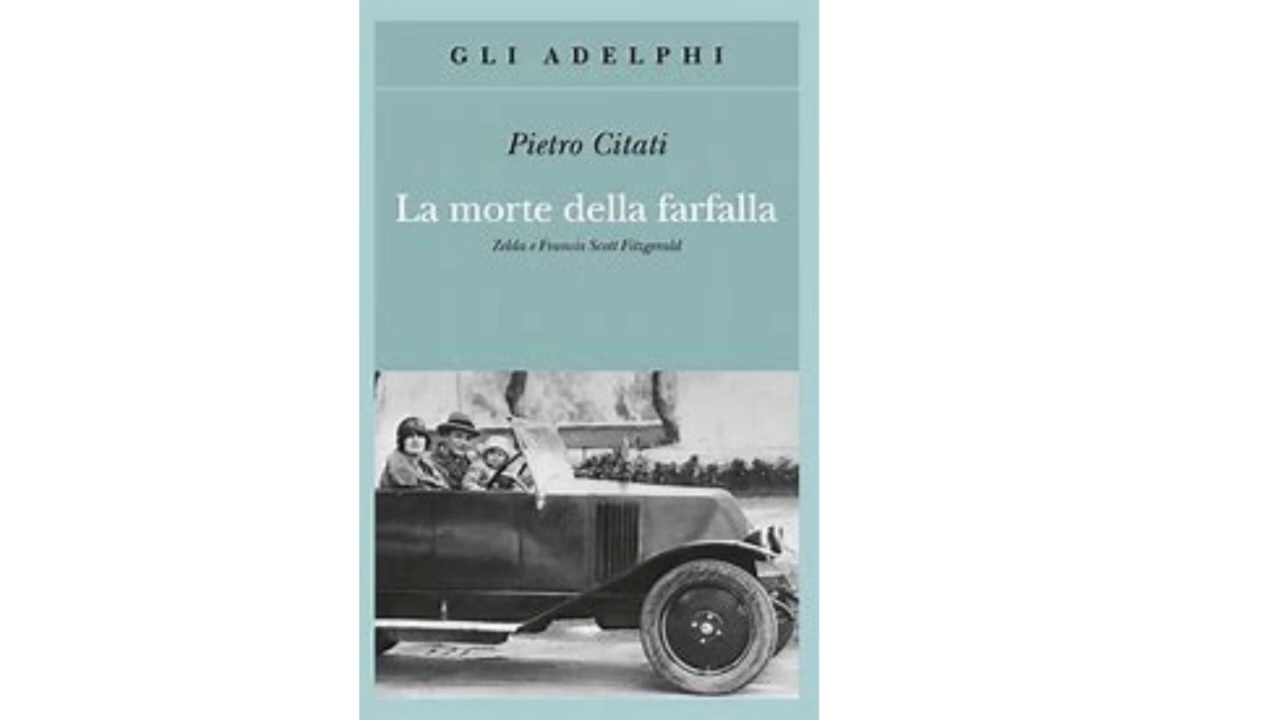 GLI ADELPHI
Pietro Citati
La morte della farfalla
Zelda e Francis Scott Fitzgerald